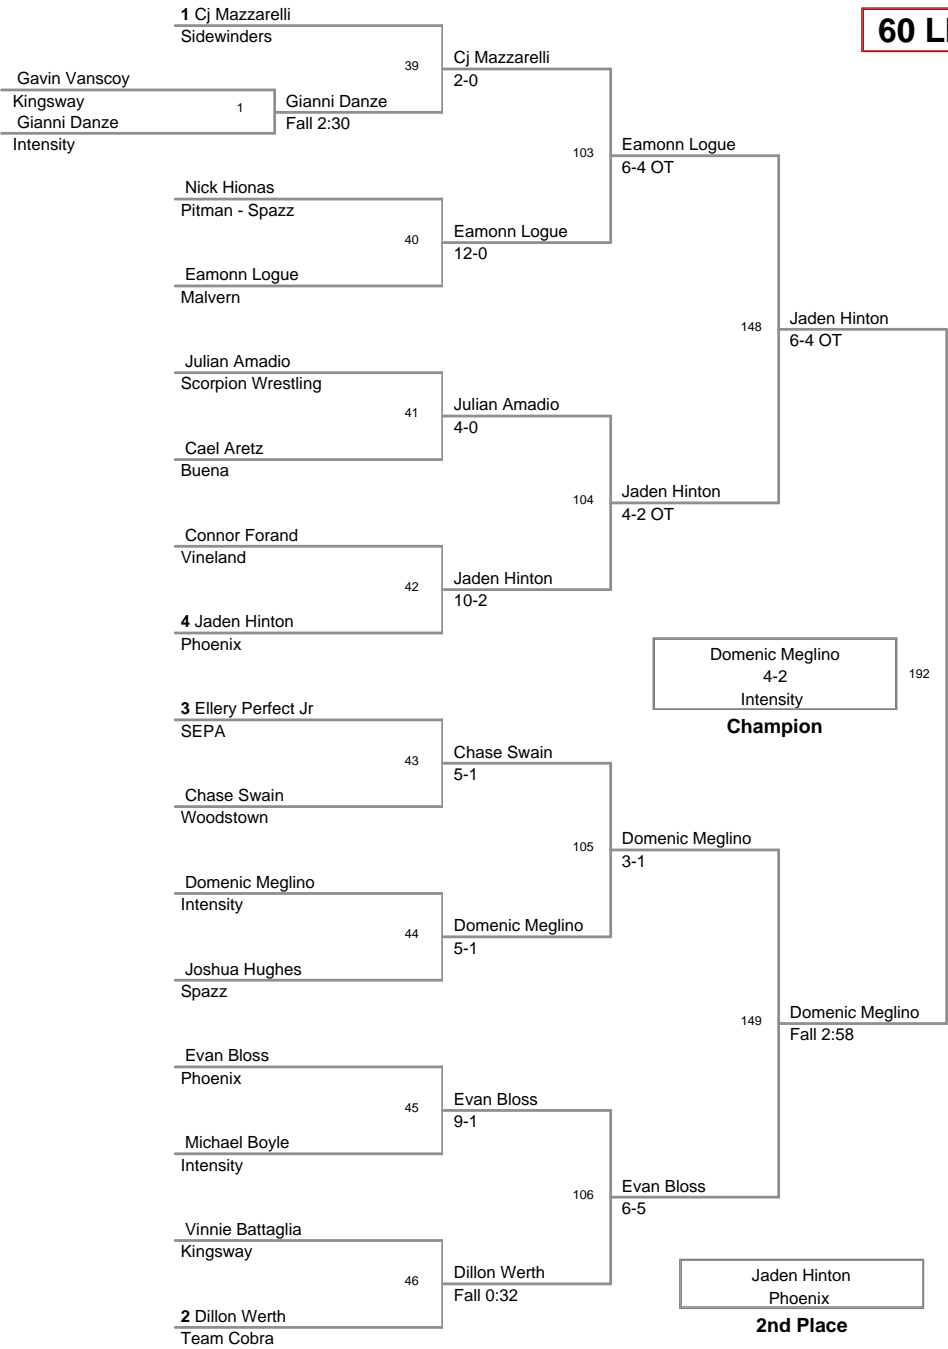 1 Cj Mazzarelli
Sidewinders
60
39
Cj Mazzarelli
2-0
Gavin Vanscoy
Kingsway
1
Gianni Danze
Fall 2:30
Gianni Danze
Intensity
103
Eamonn Logue
6-4 OT
Nick Hionas
Pitman - Spazz
40
Eamonn Logue
12-0
Eamonn Logue
Malvern
148
Jaden Hinton
6-4 OT
Julian Amadio
Scorpion Wrestling
41
Julian Amadio
4-0
Cael Aretz
Buena
104
Jaden Hinton
4-2 OT
Connor Forand
Vineland
42
Jaden Hinton
10-2
4 Jaden Hinton
Phoenix
Domenic Meglino
4-2
Intensity
192
Champion
3 Ellery Perfect Jr
SEPA
43
Chase Swain
5-1
Chase Swain
Woodstown
105
Domenic Meglino
3-1
Domenic Meglino
Intensity
44
Domenic Meglino
5-1
Joshua Hughes
Spazz
149
Domenic Meglino
Fall 2:58
Evan Bloss
Phoenix
45
Evan Bloss
9-1
Michael Boyle
Intensity
106
Evan Bloss
6-5
Vinnie Battaglia
Kingsway
46
Dillon Werth
Fall 0:32
2 Dillon Werth
Team Cobra
Jaden Hinton
Phoenix
2nd Place